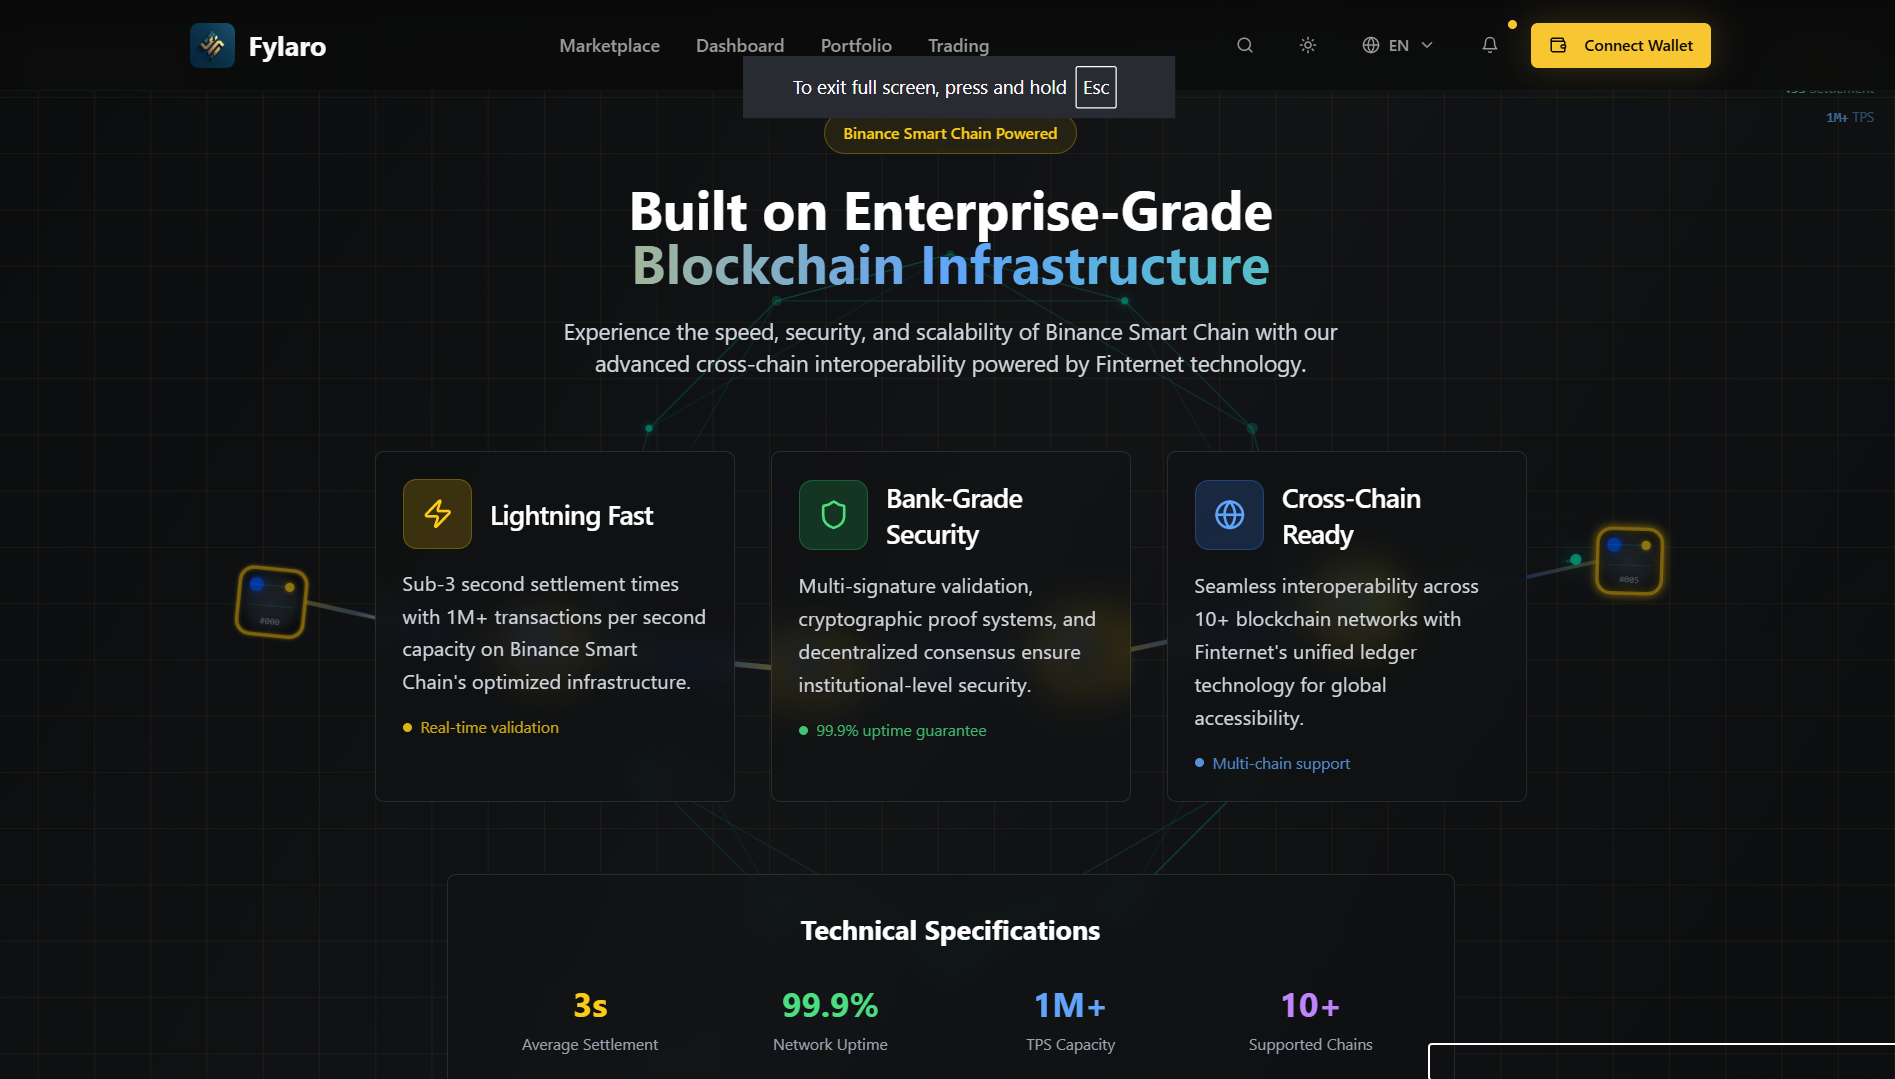 Fylaro
Marketplace
Dashboard
Portfolio
Trading
EN
Connect Wallet
To exit full screen, press and hold Esc
Settlement
1M+ TPS
Binance Smart Chain Powered
Built on Enterprise-Grade
Blockchain Infrastructure
Experience the speed, security, and scalability of Binance Smart Chain with our
advanced cross-chain interoperability powered by Finternet technology.
Lightning Fast
Sub-3 second settlement times
with 1M+ transactions per second
capacity on Binance Smart
Chain's optimized infrastructure.
Real-time validation
Bank-Grade
Security
Multi-signature validation,
cryptographic proof systems, and
decentralized consensus ensure
institutional-level security.
99.9% uptime guarantee
Cross-Chain
Ready
Seamless interoperability across
10+ blockchain networks with
Finternet's unified ledger
technology for global
accessibility.
Multi-chain support
#000
#005
Technical Specifications
3s
Average Settlement
99.9%
Network Uptime
1M+
TPS Capacity
10+
Supported Chains